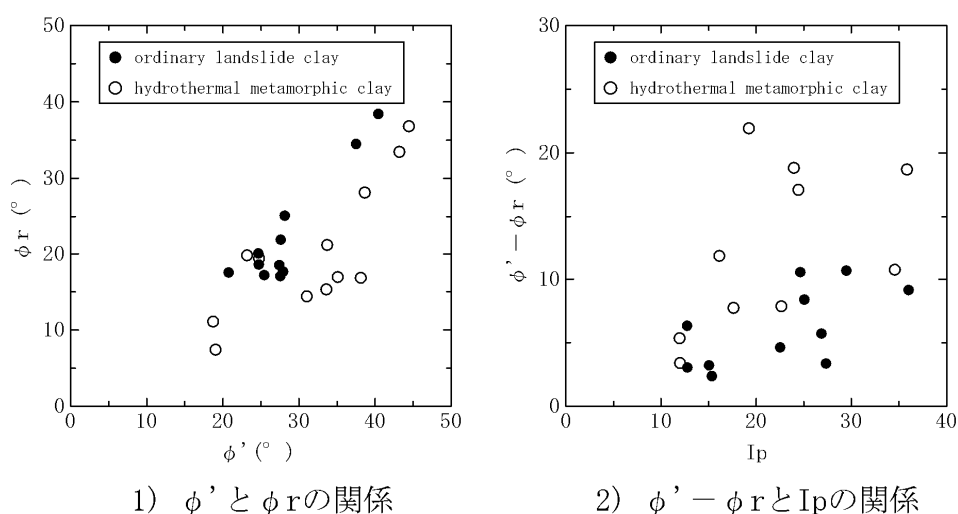 50
40
30
20
10
0
φr (°)
● ordinary landslide clay
○ hydrothermal metamorphic clay
0 10 20 30 40 50
φ' (°)
1) φ'とφrの関係
30
20
10
0
φ'－φr (°)
● ordinary landslide clay
○ hydrothermal metamorphic clay
0 10 20 30 40
Ip
2) φ'－φrとIpの関係